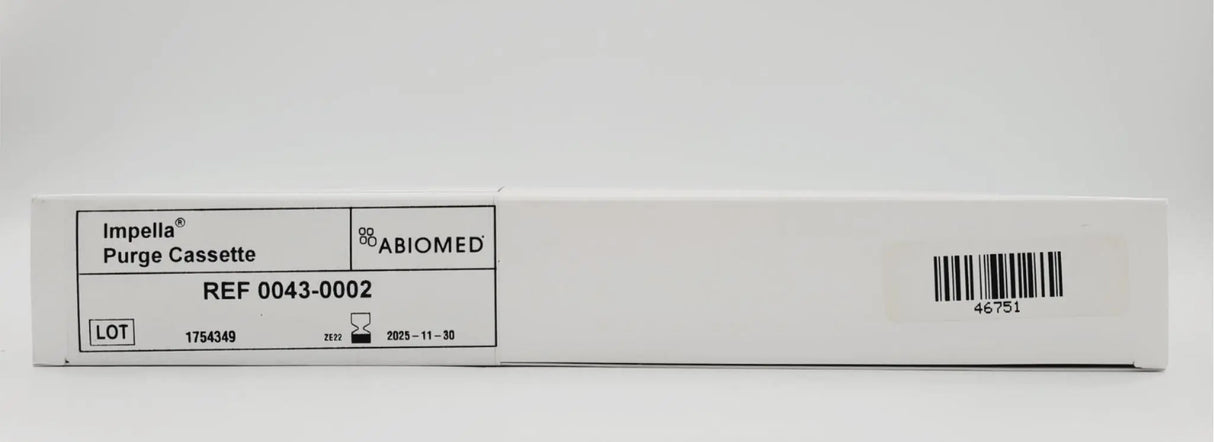 Impella®
Purge Cassette
ABIOMED
REF 0043-0002
LOT 1754349 ZE22 2025-11-30
46751